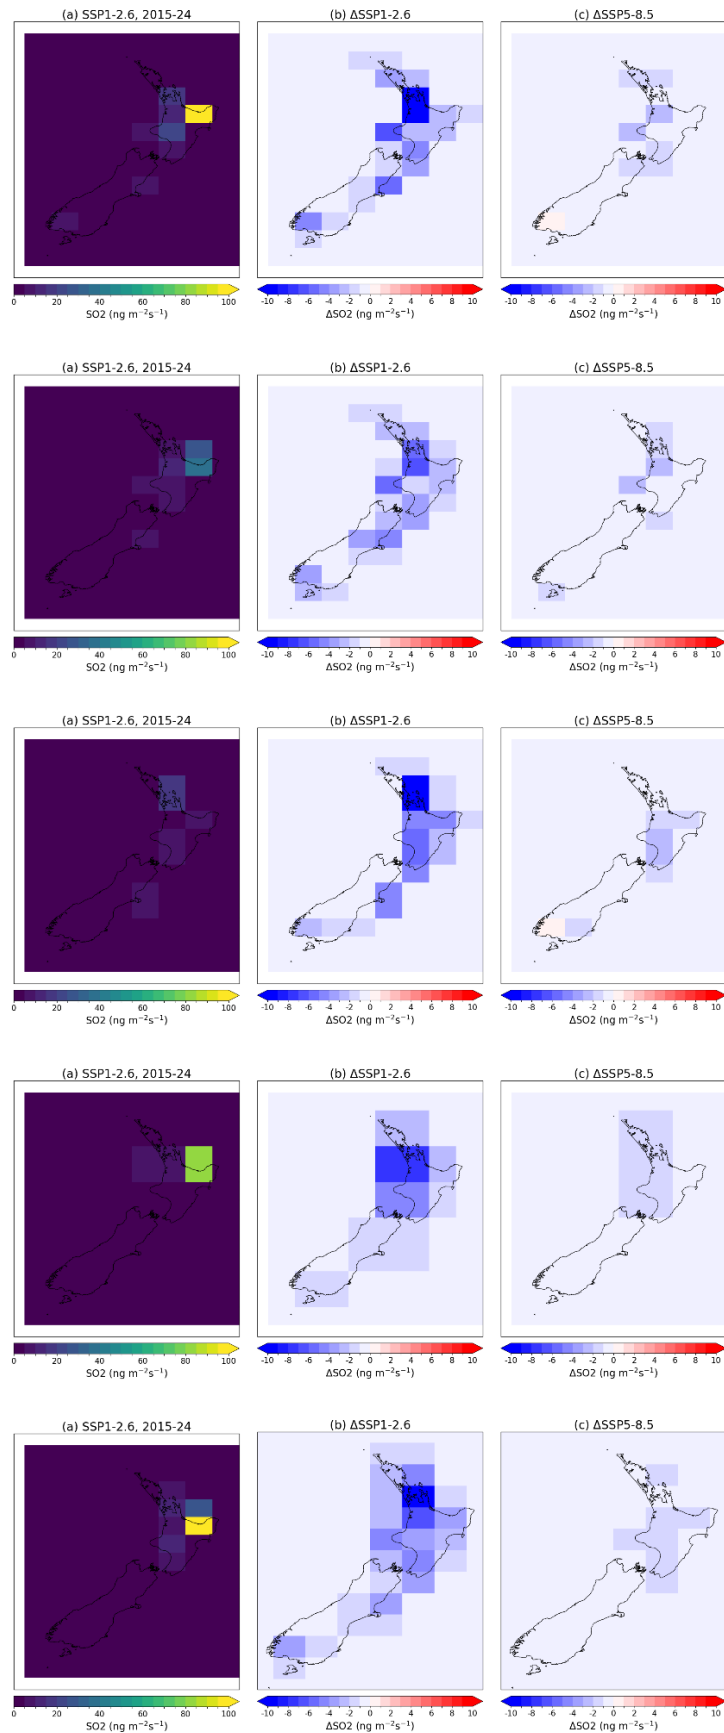 (a) SSP1-2.6, 2015-24 (b) ΔSSP1-2.6 (c) ΔSSP5-8.5
0 20 40 60 80 100 -10 -8 -6 -4 -2 0 2 4 6 8 10 -10 -8 -6 -4 -2 0 2 4 6 8 10
SO2 (ng m⁻²s⁻¹) ΔSO2 (ng m⁻²s⁻¹) ΔSO2 (ng m⁻²s⁻¹)
(a) SSP1-2.6, 2015-24 (b) ΔSSP1-2.6 (c) ΔSSP5-8.5
0 20 40 60 80 100 -10 -8 -6 -4 -2 0 2 4 6 8 10 -10 -8 -6 -4 -2 0 2 4 6 8 10
SO2 (ng m⁻²s⁻¹) ΔSO2 (ng m⁻²s⁻¹) ΔSO2 (ng m⁻²s⁻¹)
(a) SSP1-2.6, 2015-24 (b) ΔSSP1-2.6 (c) ΔSSP5-8.5
0 20 40 60 80 100 -10 -8 -6 -4 -2 0 2 4 6 8 10 -10 -8 -6 -4 -2 0 2 4 6 8 10
SO2 (ng m⁻²s⁻¹) ΔSO2 (ng m⁻²s⁻¹) ΔSO2 (ng m⁻²s⁻¹)
(a) SSP1-2.6, 2015-24 (b) ΔSSP1-2.6 (c) ΔSSP5-8.5
0 20 40 60 80 100 -10 -8 -6 -4 -2 0 2 4 6 8 10 -10 -8 -6 -4 -2 0 2 4 6 8 10
SO2 (ng m⁻²s⁻¹) ΔSO2 (ng m⁻²s⁻¹) ΔSO2 (ng m⁻²s⁻¹)
(a) SSP1-2.6, 2015-24 (b) ΔSSP1-2.6 (c) ΔSSP5-8.5
0 20 40 60 80 100 -10 -8 -6 -4 -2 0 2 4 6 8 10 -10 -8 -6 -4 -2 0 2 4 6 8 10
SO2 (ng m⁻²s⁻¹) ΔSO2 (ng m⁻²s⁻¹) ΔSO2 (ng m⁻²s⁻¹)